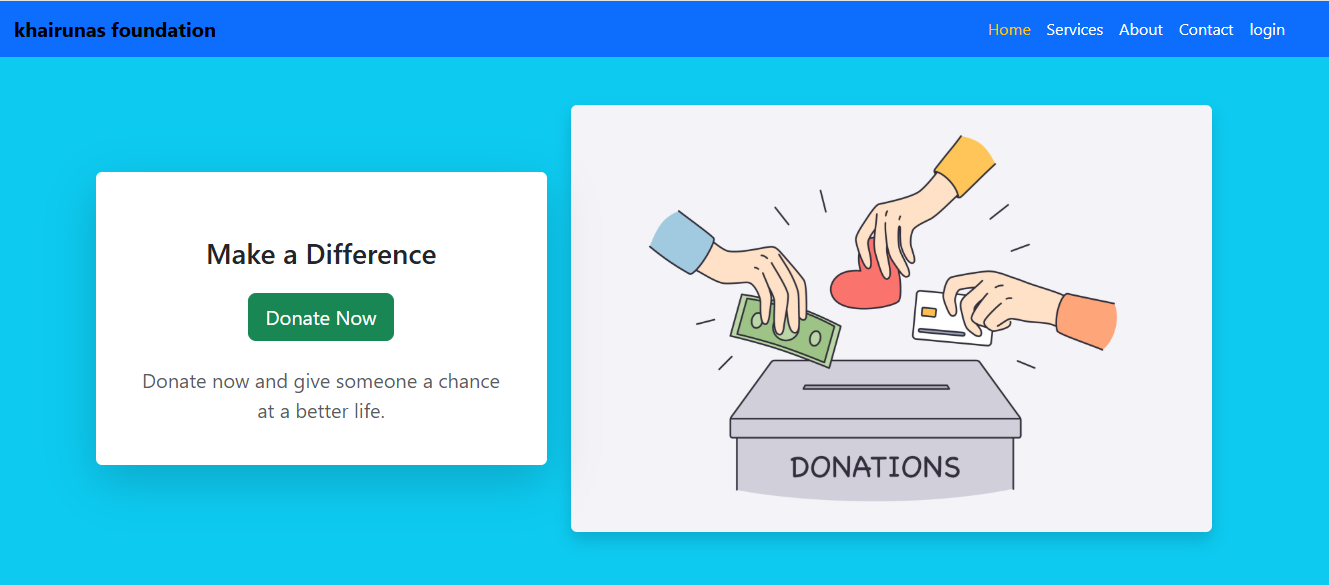 khairunas foundation
Home Services About Contact login
Make a Difference
Donate Now
Donate now and give someone a chance
at a better life.
DONATIONS